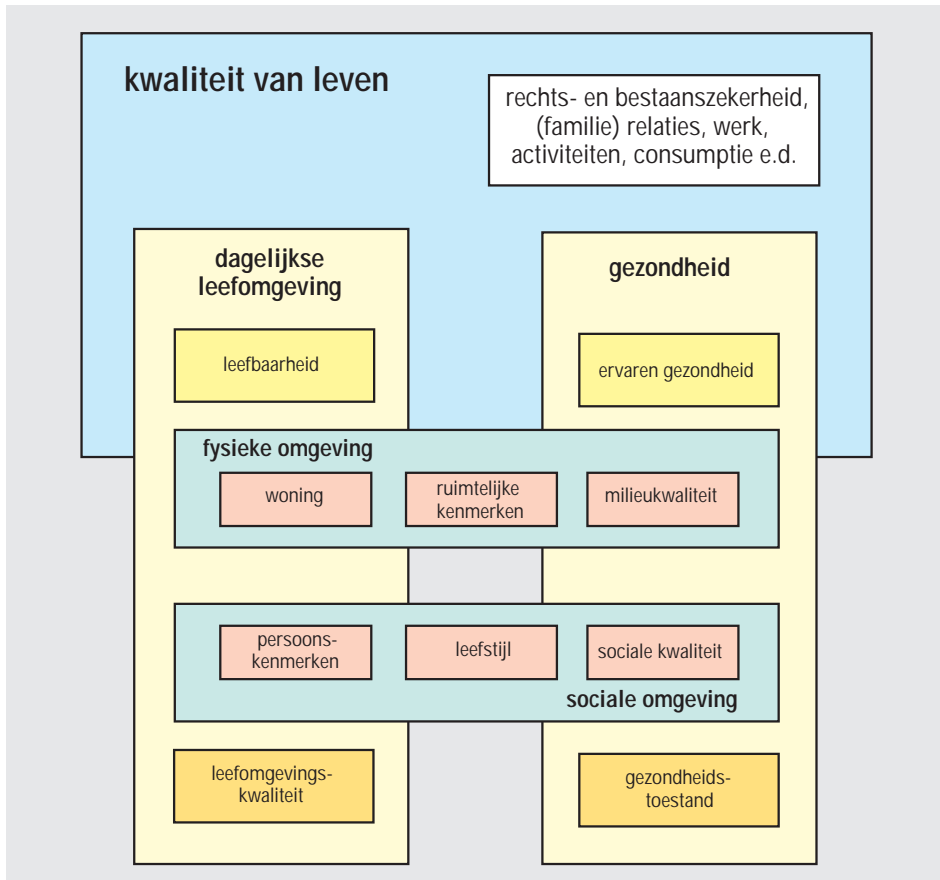 kwaliteit van leven
rechts- en bestaanszekerheid,
(familie) relaties, werk,
activiteiten, consumptie e.d.
dagelijkse
leefomgeving
gezondheid
leefbaarheid
ervaren gezondheid
fysieke omgeving
woning
ruimtelijke
kenmerken
milieukwaliteit
persoons-
kenmerken
leefstijl
sociale kwaliteit
sociale omgeving
leefomgevings-
kwaliteit
gezondheids-
toestand